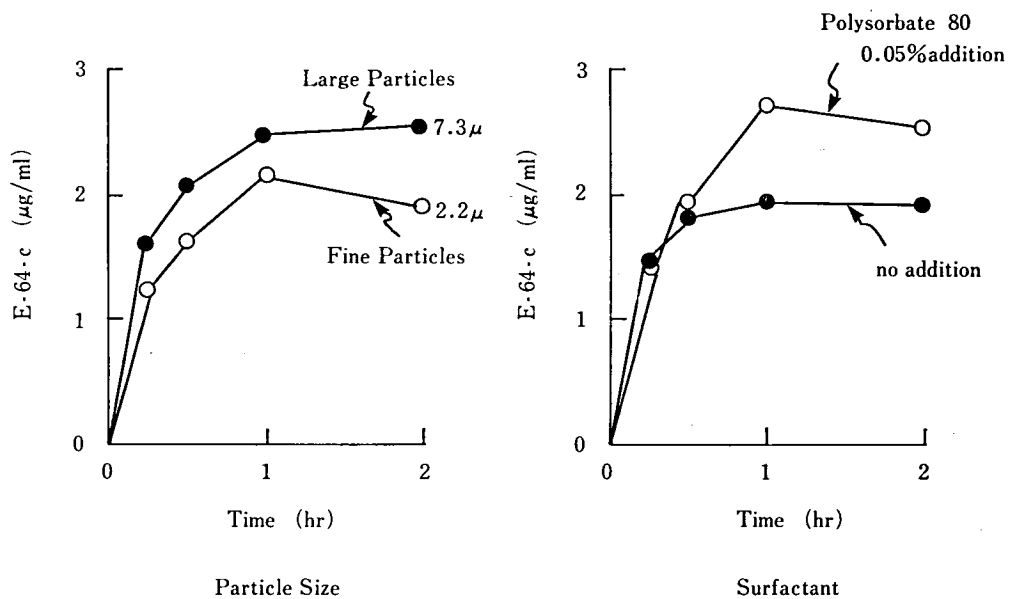 3
2
1
0
E-64-c (μg/ml)
Large Particles
7.3μ
2.2μ
Fine Particles
0
1
2
Time (hr)
Particle Size
Polysorbate 80
0.05%addition
3
2
1
0
E-64-c (μg/ml)
no addition
0
1
2
Time (hr)
Surfactant